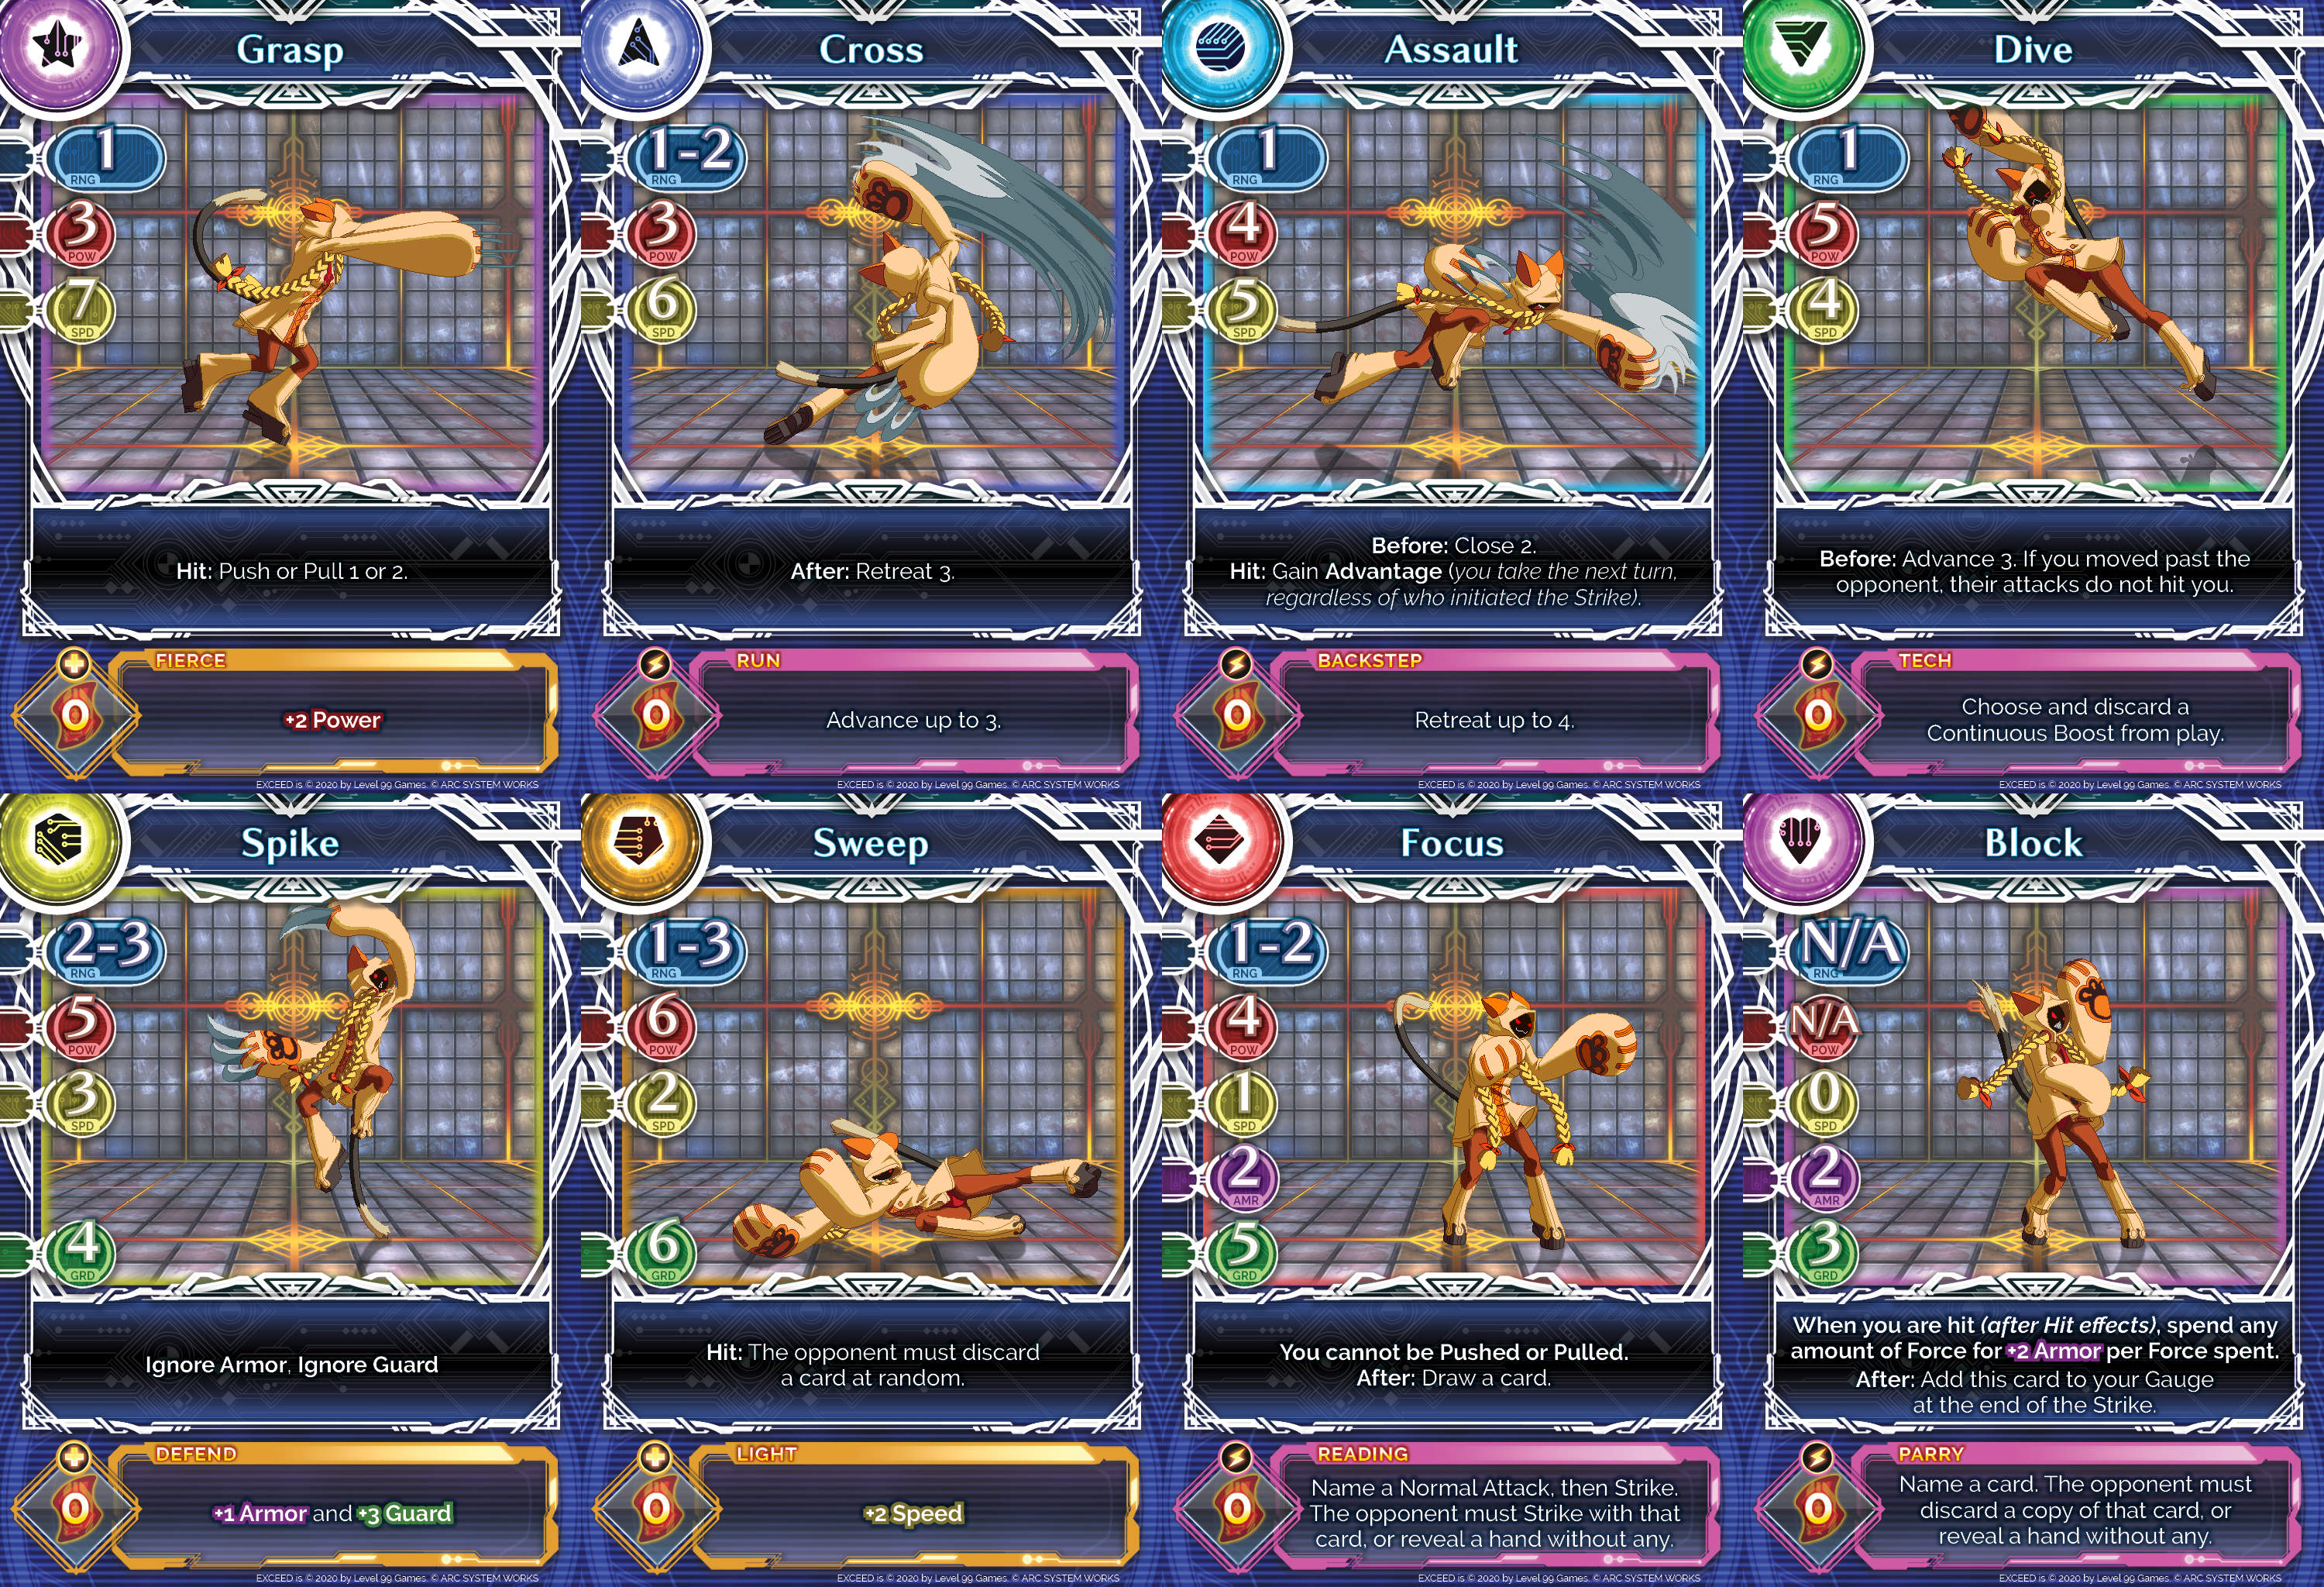 Grasp
1
RNG
3
POW
7
SPD
Hit: Push or Pull 1 or 2.
FIERCE
0
+2 Power
EXCEED is © 2020 by Level 99 Games. © ARC SYSTEM WORKS
Cross
1-2
RNG
3
POW
6
SPD
After: Retreat 3.
RUN
0
Advance up to 3.
EXCEED is © 2020 by Level 99 Games. © ARC SYSTEM WORKS
Assault
1
RNG
4
POW
5
SPD
Before: Close 2.
Hit: Gain Advantage (you take the next turn,
regardless of who initiated the Strike).
BACKSTEP
0
Retreat up to 4.
EXCEED is © 2020 by Level 99 Games. © ARC SYSTEM WORKS
Dive
1
RNG
5
POW
4
SPD
Before: Advance 3. If you moved past the
opponent, their attacks do not hit you.
TECH
0
Choose and discard a
Continuous Boost from play.
EXCEED is © 2020 by Level 99 Games. © ARC SYSTEM WORKS
Spike
2-3
RNG
5
POW
3
SPD
4
GRD
Ignore Armor, Ignore Guard
DEFEND
0
+1 Armor and +3 Guard
EXCEED is © 2020 by Level 99 Games. © ARC SYSTEM WORKS
Sweep
1-3
RNG
6
POW
2
SPD
6
GRD
Hit: The opponent must discard
a card at random.
LIGHT
0
+2 Speed
EXCEED is © 2020 by Level 99 Games. © ARC SYSTEM WORKS
Focus
1-2
RNG
4
POW
1
SPD
2
AMR
5
GRD
You cannot be Pushed or Pulled.
After: Draw a card.
READING
0
Name a Normal Attack, then Strike.
The opponent must Strike with that
card, or reveal a hand without any.
EXCEED is © 2020 by Level 99 Games. © ARC SYSTEM WORKS
Block
N/A
RNG
N/A
POW
0
SPD
2
AMR
3
GRD
When you are hit (after Hit effects), spend any
amount of Force for +2 Armor per Force spent.
After: Add this card to your Gauge
at the end of the Strike.
PARRY
0
Name a card. The opponent must
discard a copy of that card, or
reveal a hand without any.
EXCEED is © 2020 by Level 99 Games. © ARC SYSTEM WORKS